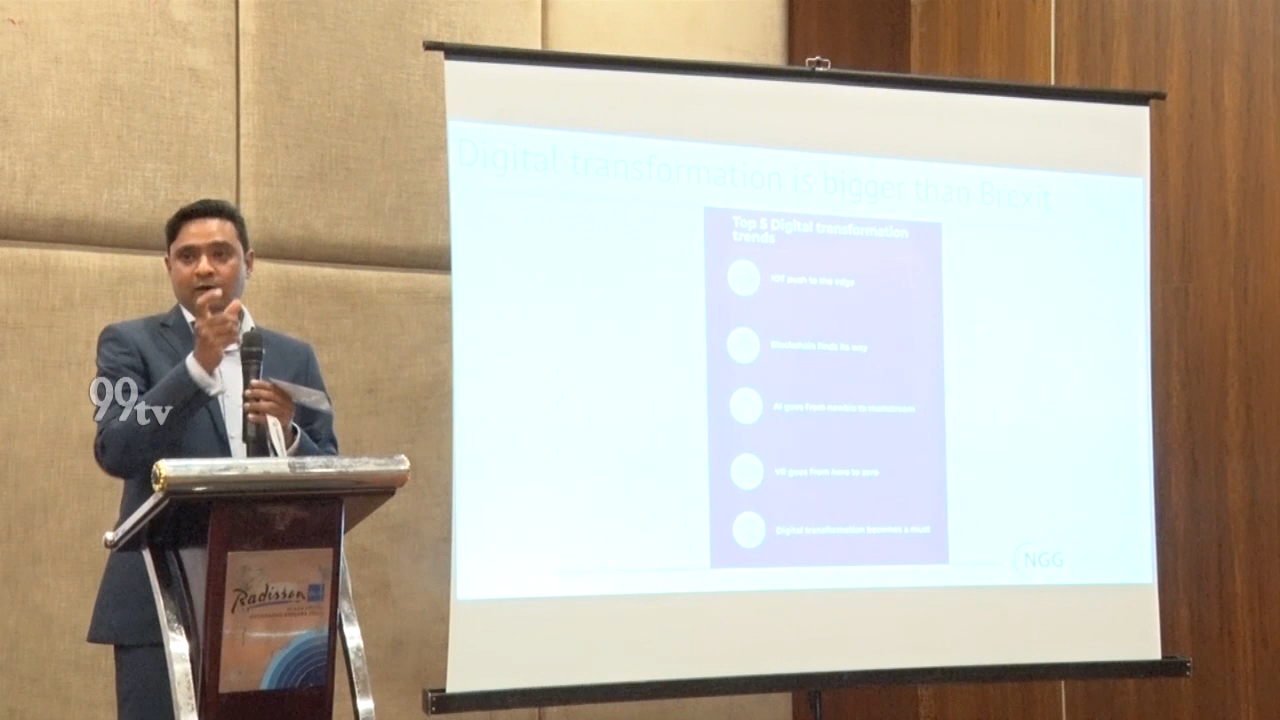 Digital transformation is bigger than Brexit
Top 5 Digital transformation
trends
IOT push to the edge
Blockchain finds its way
AI goes from newbie to mainstream
VR goes from hero to zero
Digital transformation becomes a must
NGG
99tv
Radisson